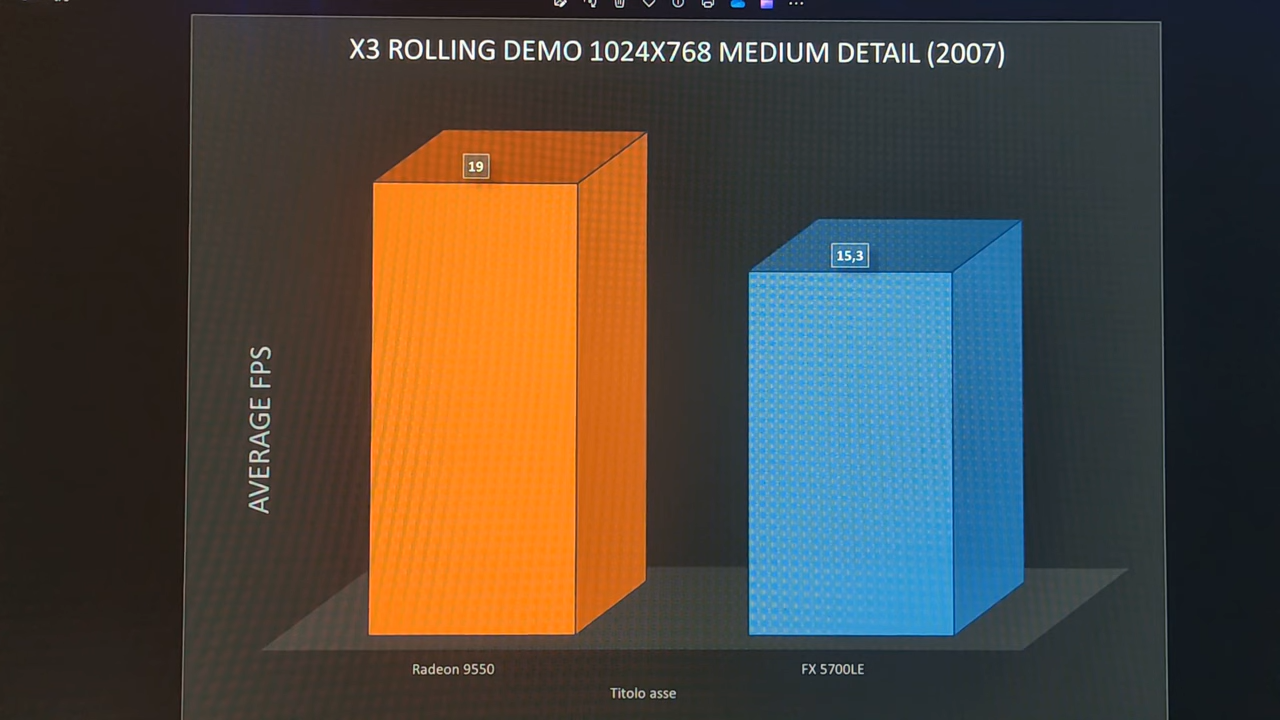 X3 ROLLING DEMO 1024X768 MEDIUM DETAIL (2007)
19
15,3
AVERAGE FPS
Radeon 9550
FX 5700LE
Titolo asse